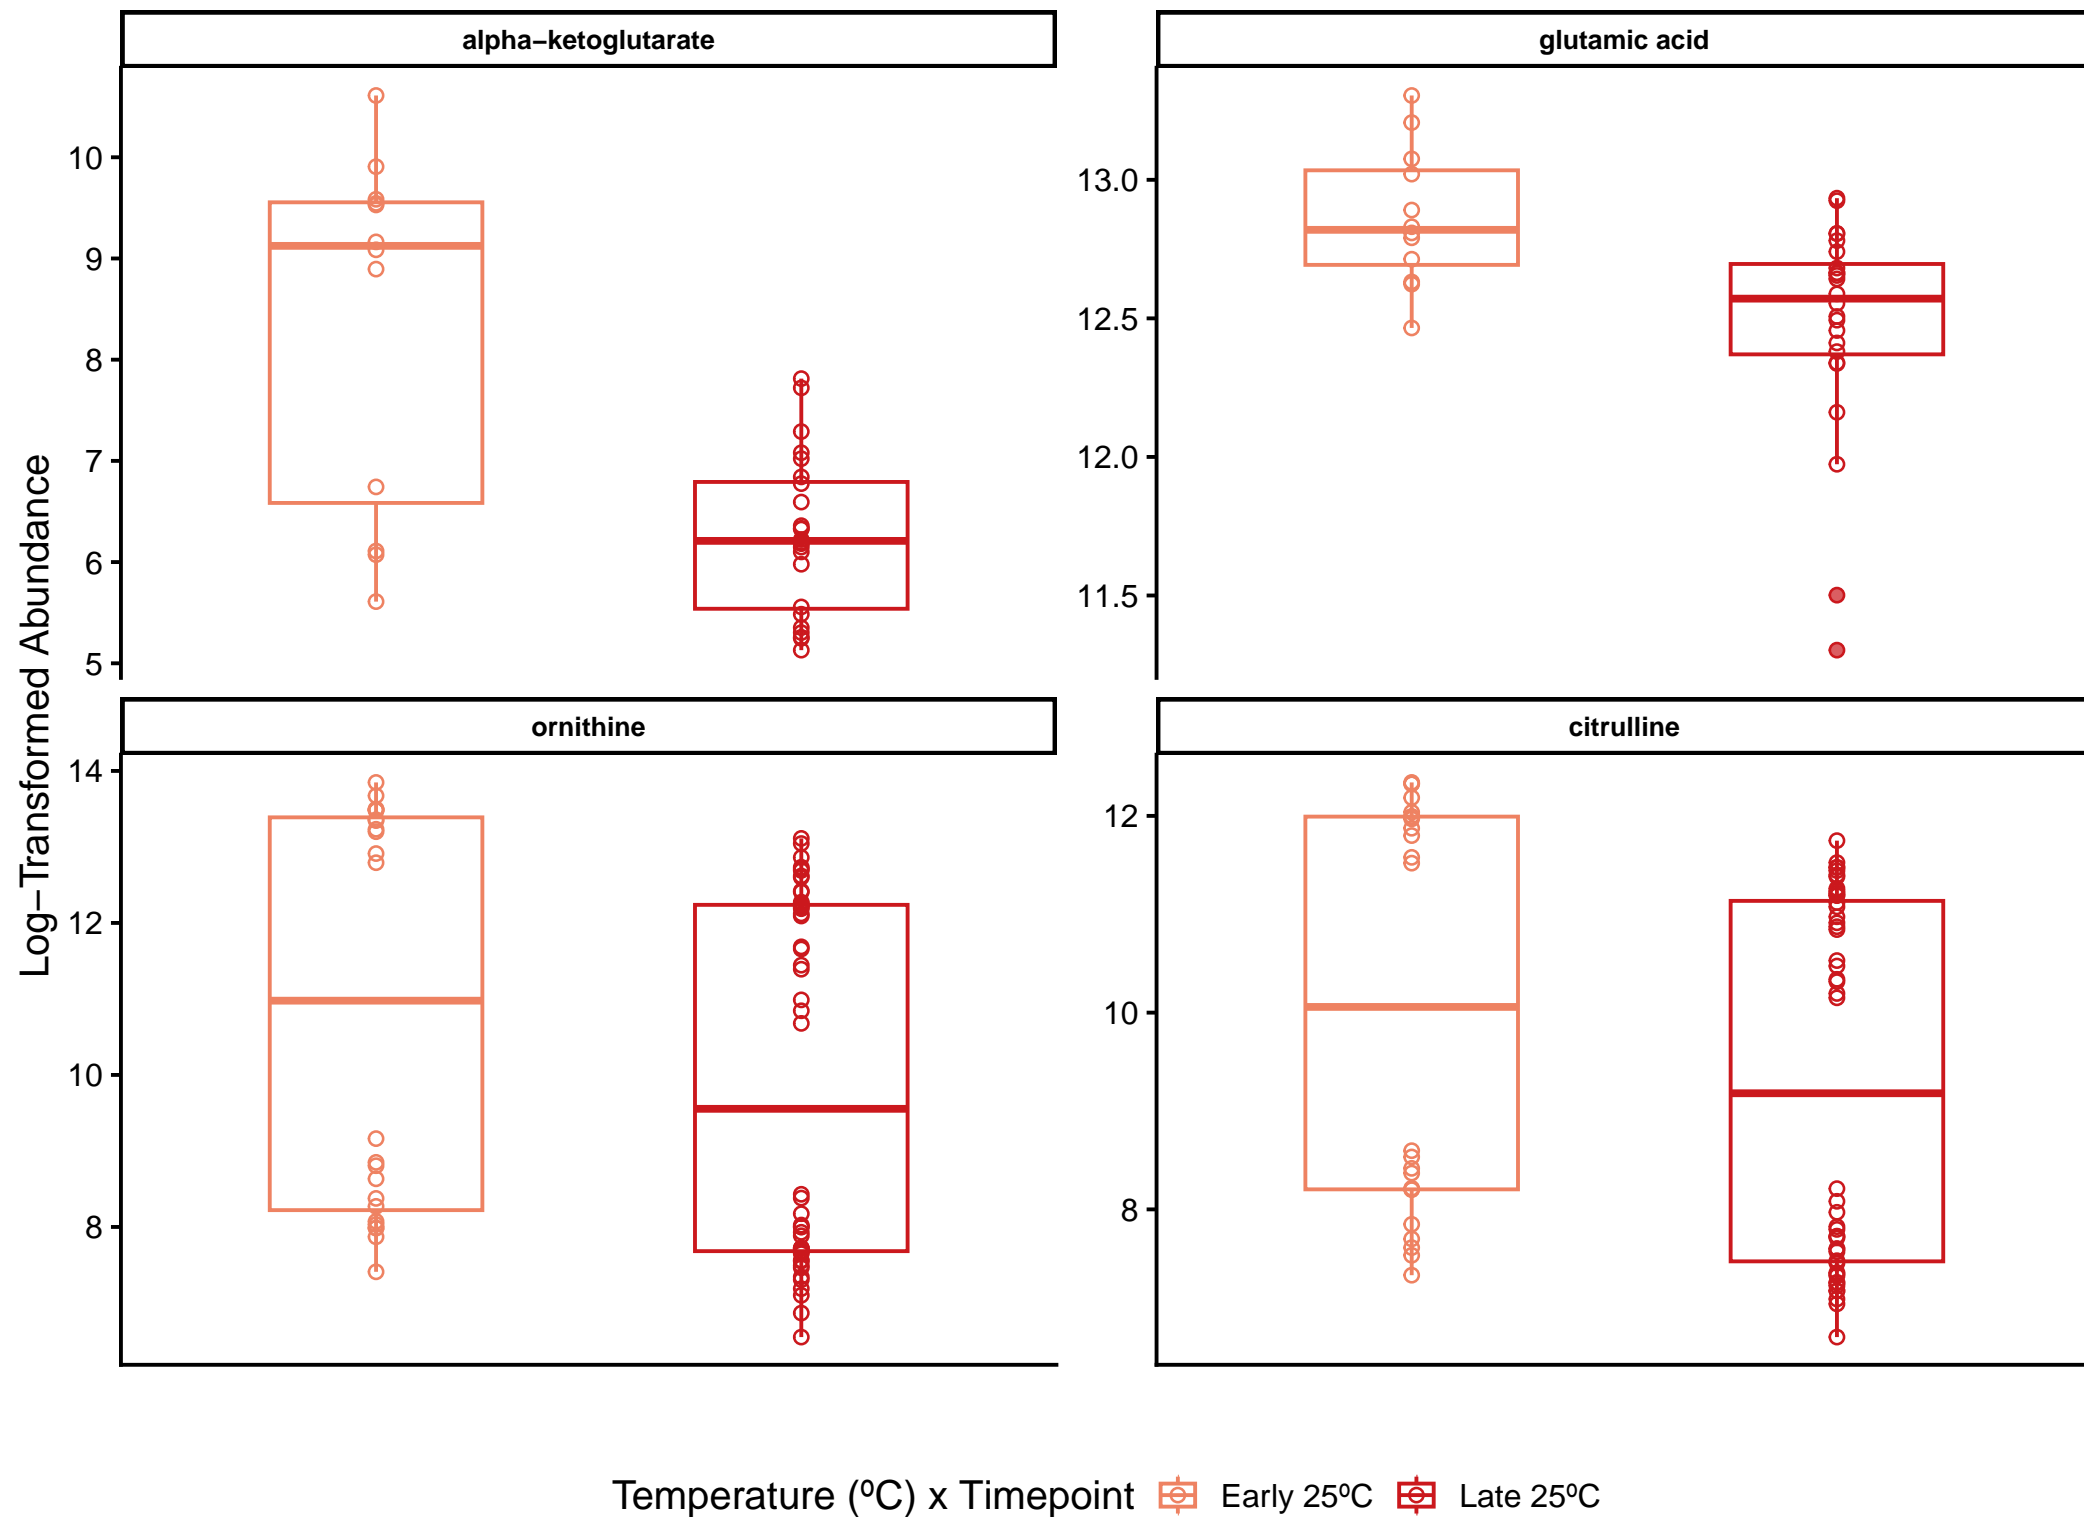 alpha–ketoglutarate
glutamic acid
10
9
8
7
6
5
13.0
12.5
12.0
11.5
Log–Transformed Abundance
ornithine
citrulline
14
12
10
8
12
10
8
Temperature (ºC) x Timepoint
Early 25ºC
Late 25ºC